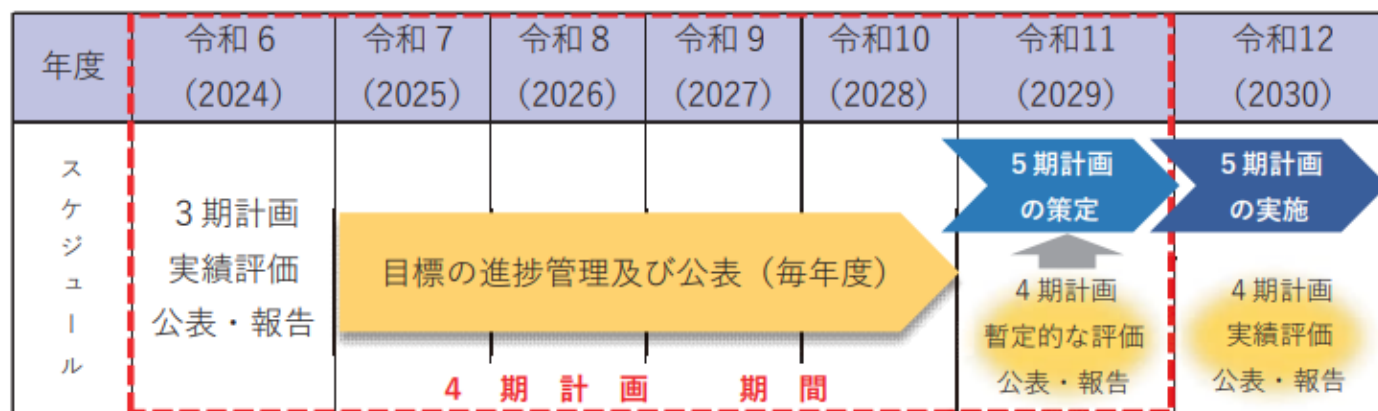 年度
令和6
(2024)
令和7
(2025)
令和8
(2026)
令和9
(2027)
令和10
(2028)
令和11
(2029)
令和12
(2030)
スケジュール
3期計画
実績評価
公表・報告
目標の進捗管理及び公表（毎年度）
5期計画
の策定
4期計画
暫定的な評価
公表・報告
5期計画
の実施
4期計画
実績評価
公表・報告
4期計画 期間